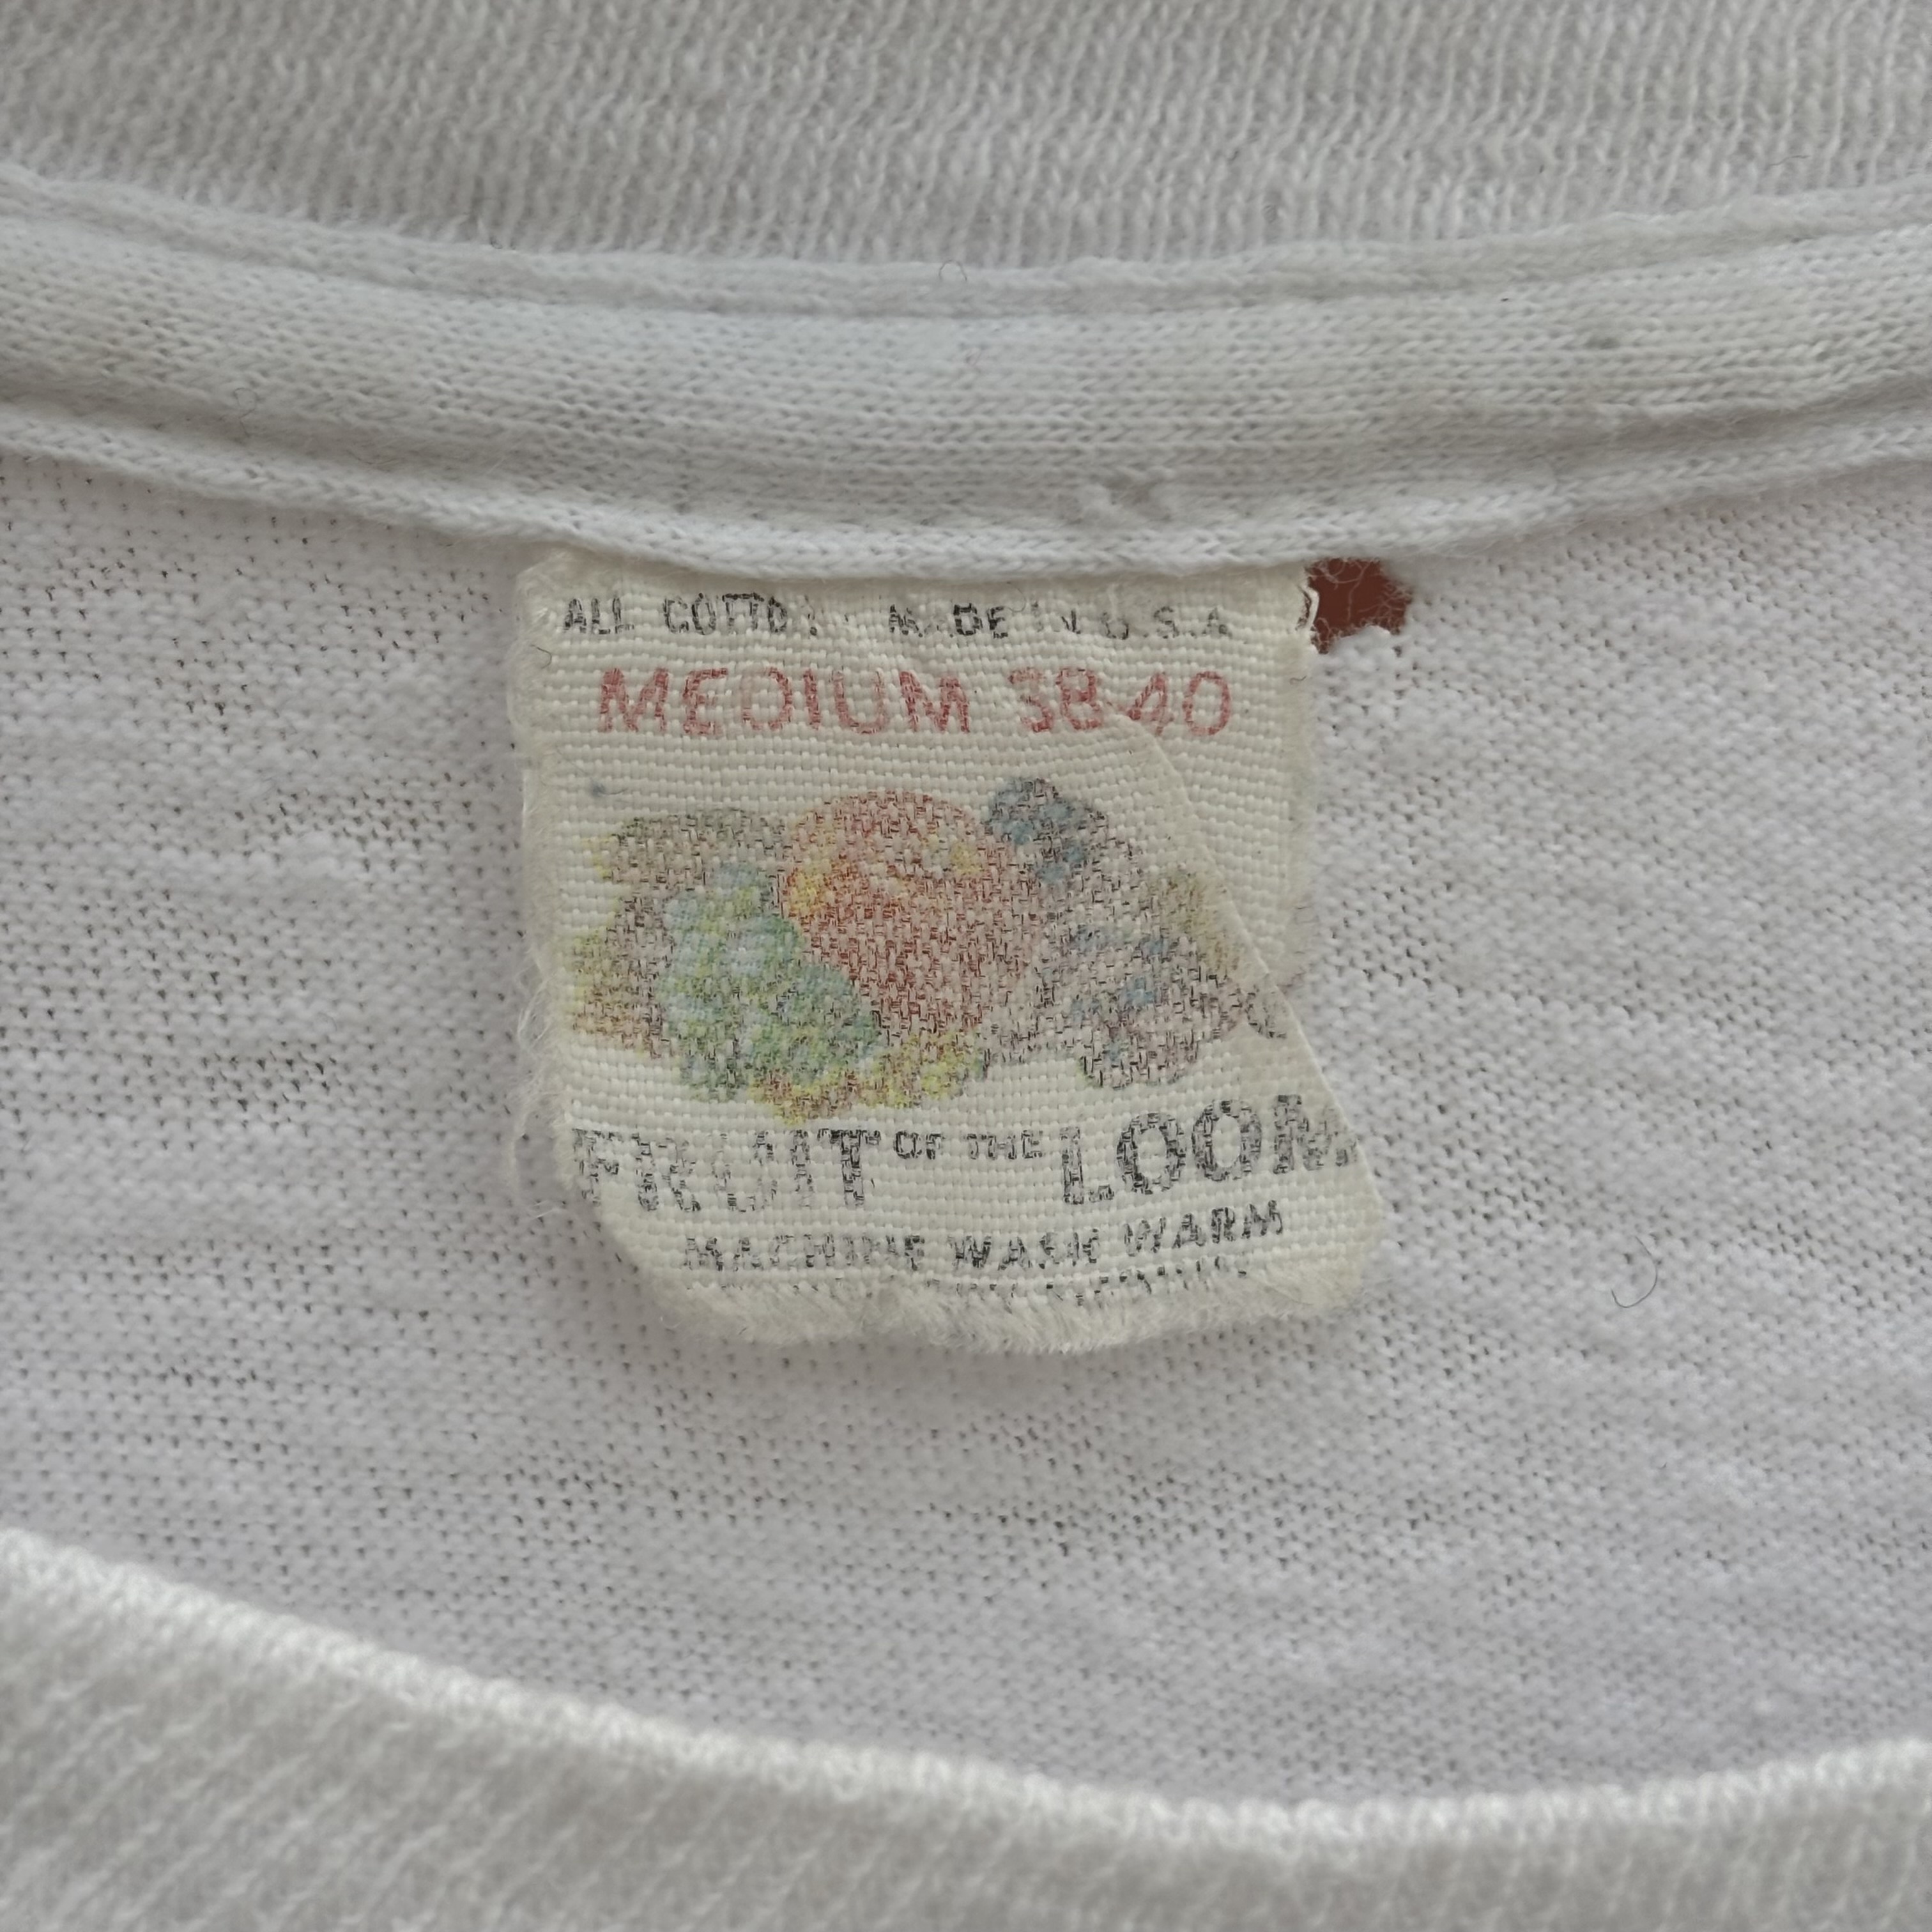 ALL COTTON MADE IN U.S.A
MEDIUM 38-40
FRUIT OF THE LOOM
MACHINE WASH WARM